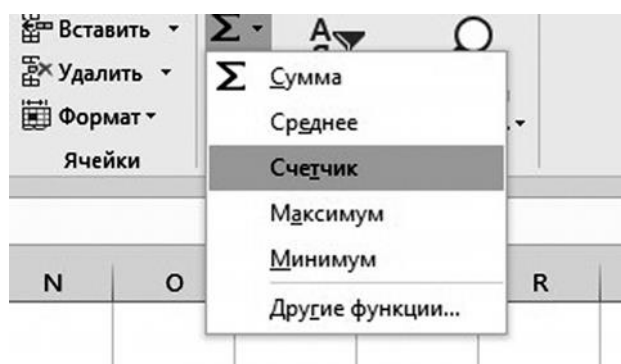 Вставить
Удалить
Формат
Ячейки
Σ
А
Σ Сумма
Среднее
Счетчик
Максимум
Минимум
Другие функции...
N O R